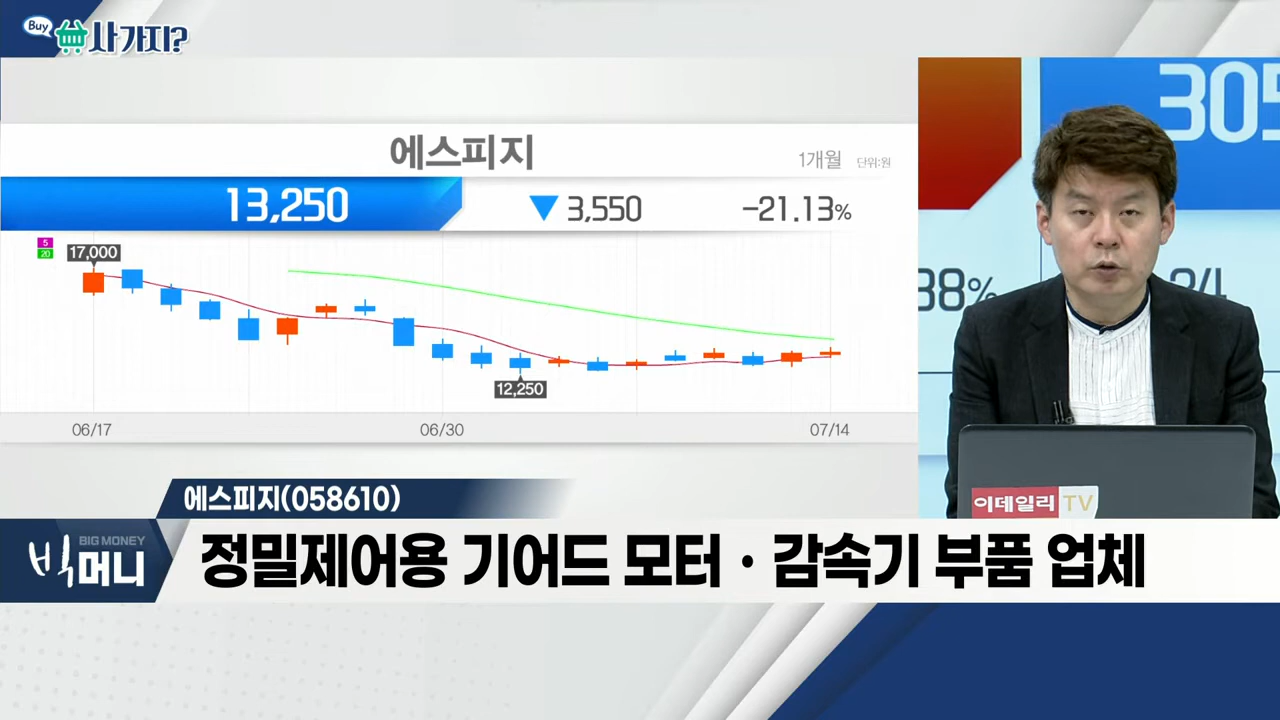 Buy
사 가지?
에스피지
1개월 단위:원
13,250 ▼ 3,550 -21.13%
5
20
17,000
12,250
06/17 06/30 07/14
305
38%
에스피지(058610)
이데일리 TV
BIG MONEY
빅머니
정밀제어용 기어드 모터 · 감속기 부품 업체